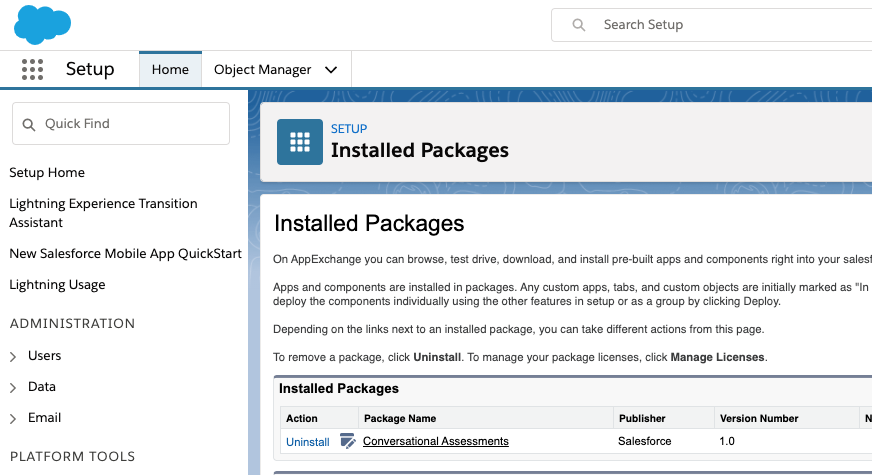 Search Setup
Setup
Home
Object Manager
Quick Find
Setup Home
Lightning Experience Transition
Assistant
New Salesforce Mobile App QuickStart
Lightning Usage
ADMINISTRATION
Users
Data
Email
PLATFORM TOOLS
SETUP
Installed Packages
Installed Packages
On AppExchange you can browse, test drive, download, and install pre-built apps and components right into your salesf
Apps and components are installed in packages. Any custom apps, tabs, and custom objects are initially marked as "In
deploy the components individually using the other features in setup or as a group by clicking Deploy.
Depending on the links next to an installed package, you can take different actions from this page.
To remove a package, click Uninstall. To manage your package licenses, click Manage Licenses.
Installed Packages
Action Package Name Publisher Version Number N
Uninstall Conversational Assessments Salesforce 1.0